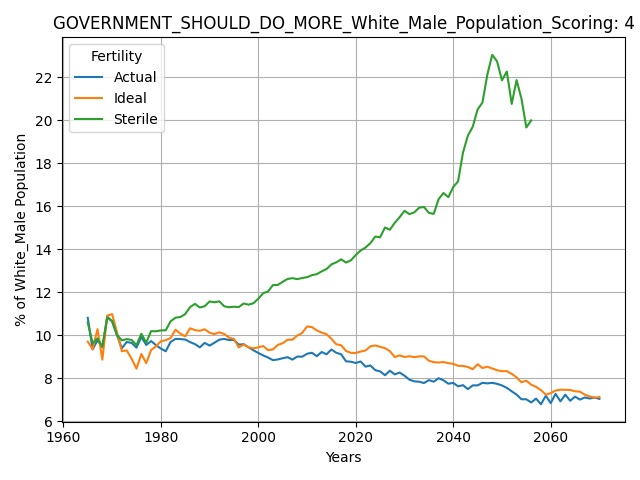 GOVERNMENT_SHOULD_DO_MORE_White_Male_Population_Scoring: 4
Fertility
Actual
Ideal
Sterile
% of White_Male Population
22
20
18
16
14
12
10
8
6
1960
1980
2000
2020
2040
2060
Years